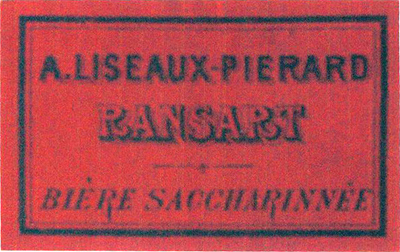 A. LISEAUX-PIERARD
RANSART
BIÈRE SACCHARINNÉE